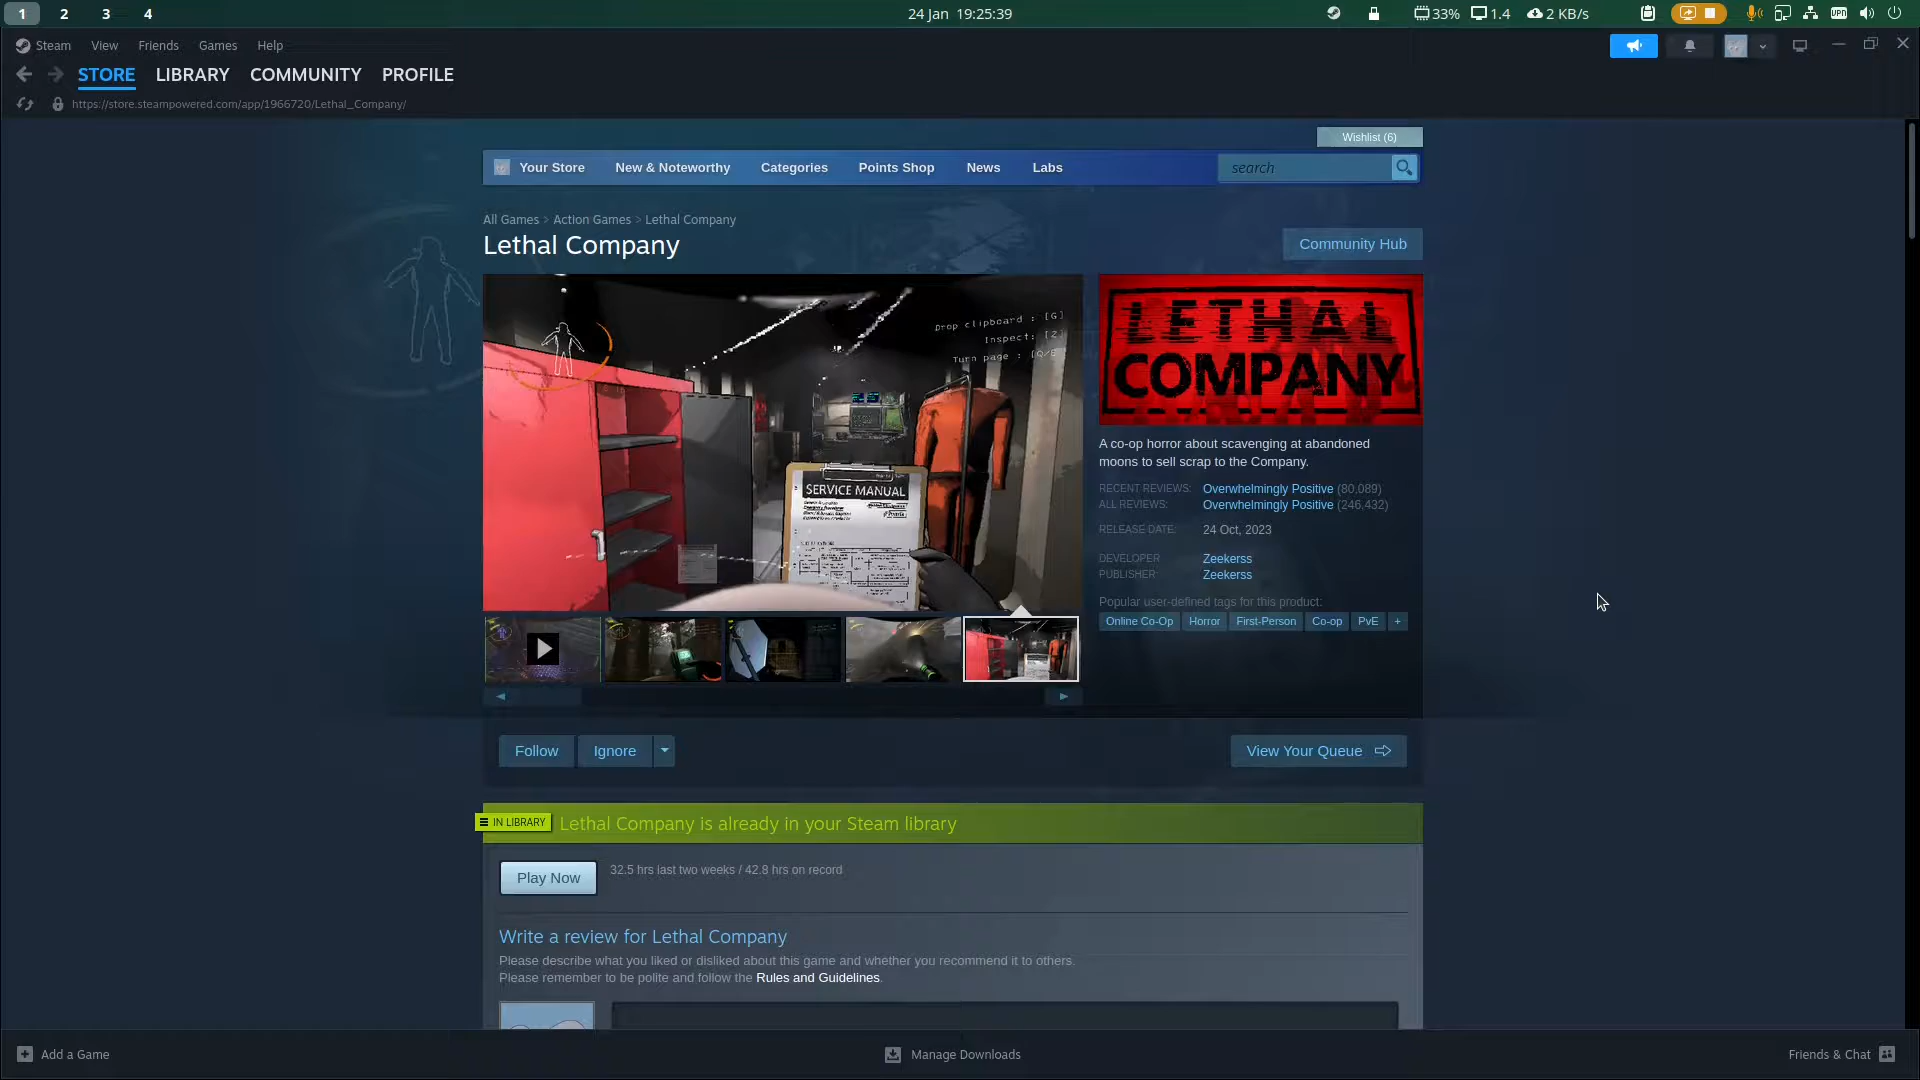 1 2 3 4 24 Jan 19:25:39 33% 1.4 2 KB/s VPN
Steam View Friends Games Help
STORE LIBRARY COMMUNITY PROFILE
https://store.steampowered.com/app/1966720/Lethal_Company/
Wishlist (6)
Your Store New & Noteworthy Categories Points Shop News Labs search
All Games > Action Games > Lethal Company
Lethal Company
Community Hub
Drop clipboard : [G]
Inspect: [Z]
Turn page : [Q/E]
SERVICE MANUAL
LETHAL
COMPANY
A co-op horror about scavenging at abandoned
moons to sell scrap to the Company.
RECENT REVIEWS: Overwhelmingly Positive (80,089)
ALL REVIEWS: Overwhelmingly Positive (246,432)
RELEASE DATE: 24 Oct, 2023
DEVELOPER Zeekerss
PUBLISHER: Zeekerss
Popular user-defined tags for this product:
Online Co-Op Horror First-Person Co-op PvE +
Follow Ignore View Your Queue
IN LIBRARY Lethal Company is already in your Steam library
Play Now 32.5 hrs last two weeks / 42.8 hrs on record
Write a review for Lethal Company
Please describe what you liked or disliked about this game and whether you recommend it to others.
Please remember to be polite and follow the Rules and Guidelines.
Add a Game Manage Downloads Friends & Chat